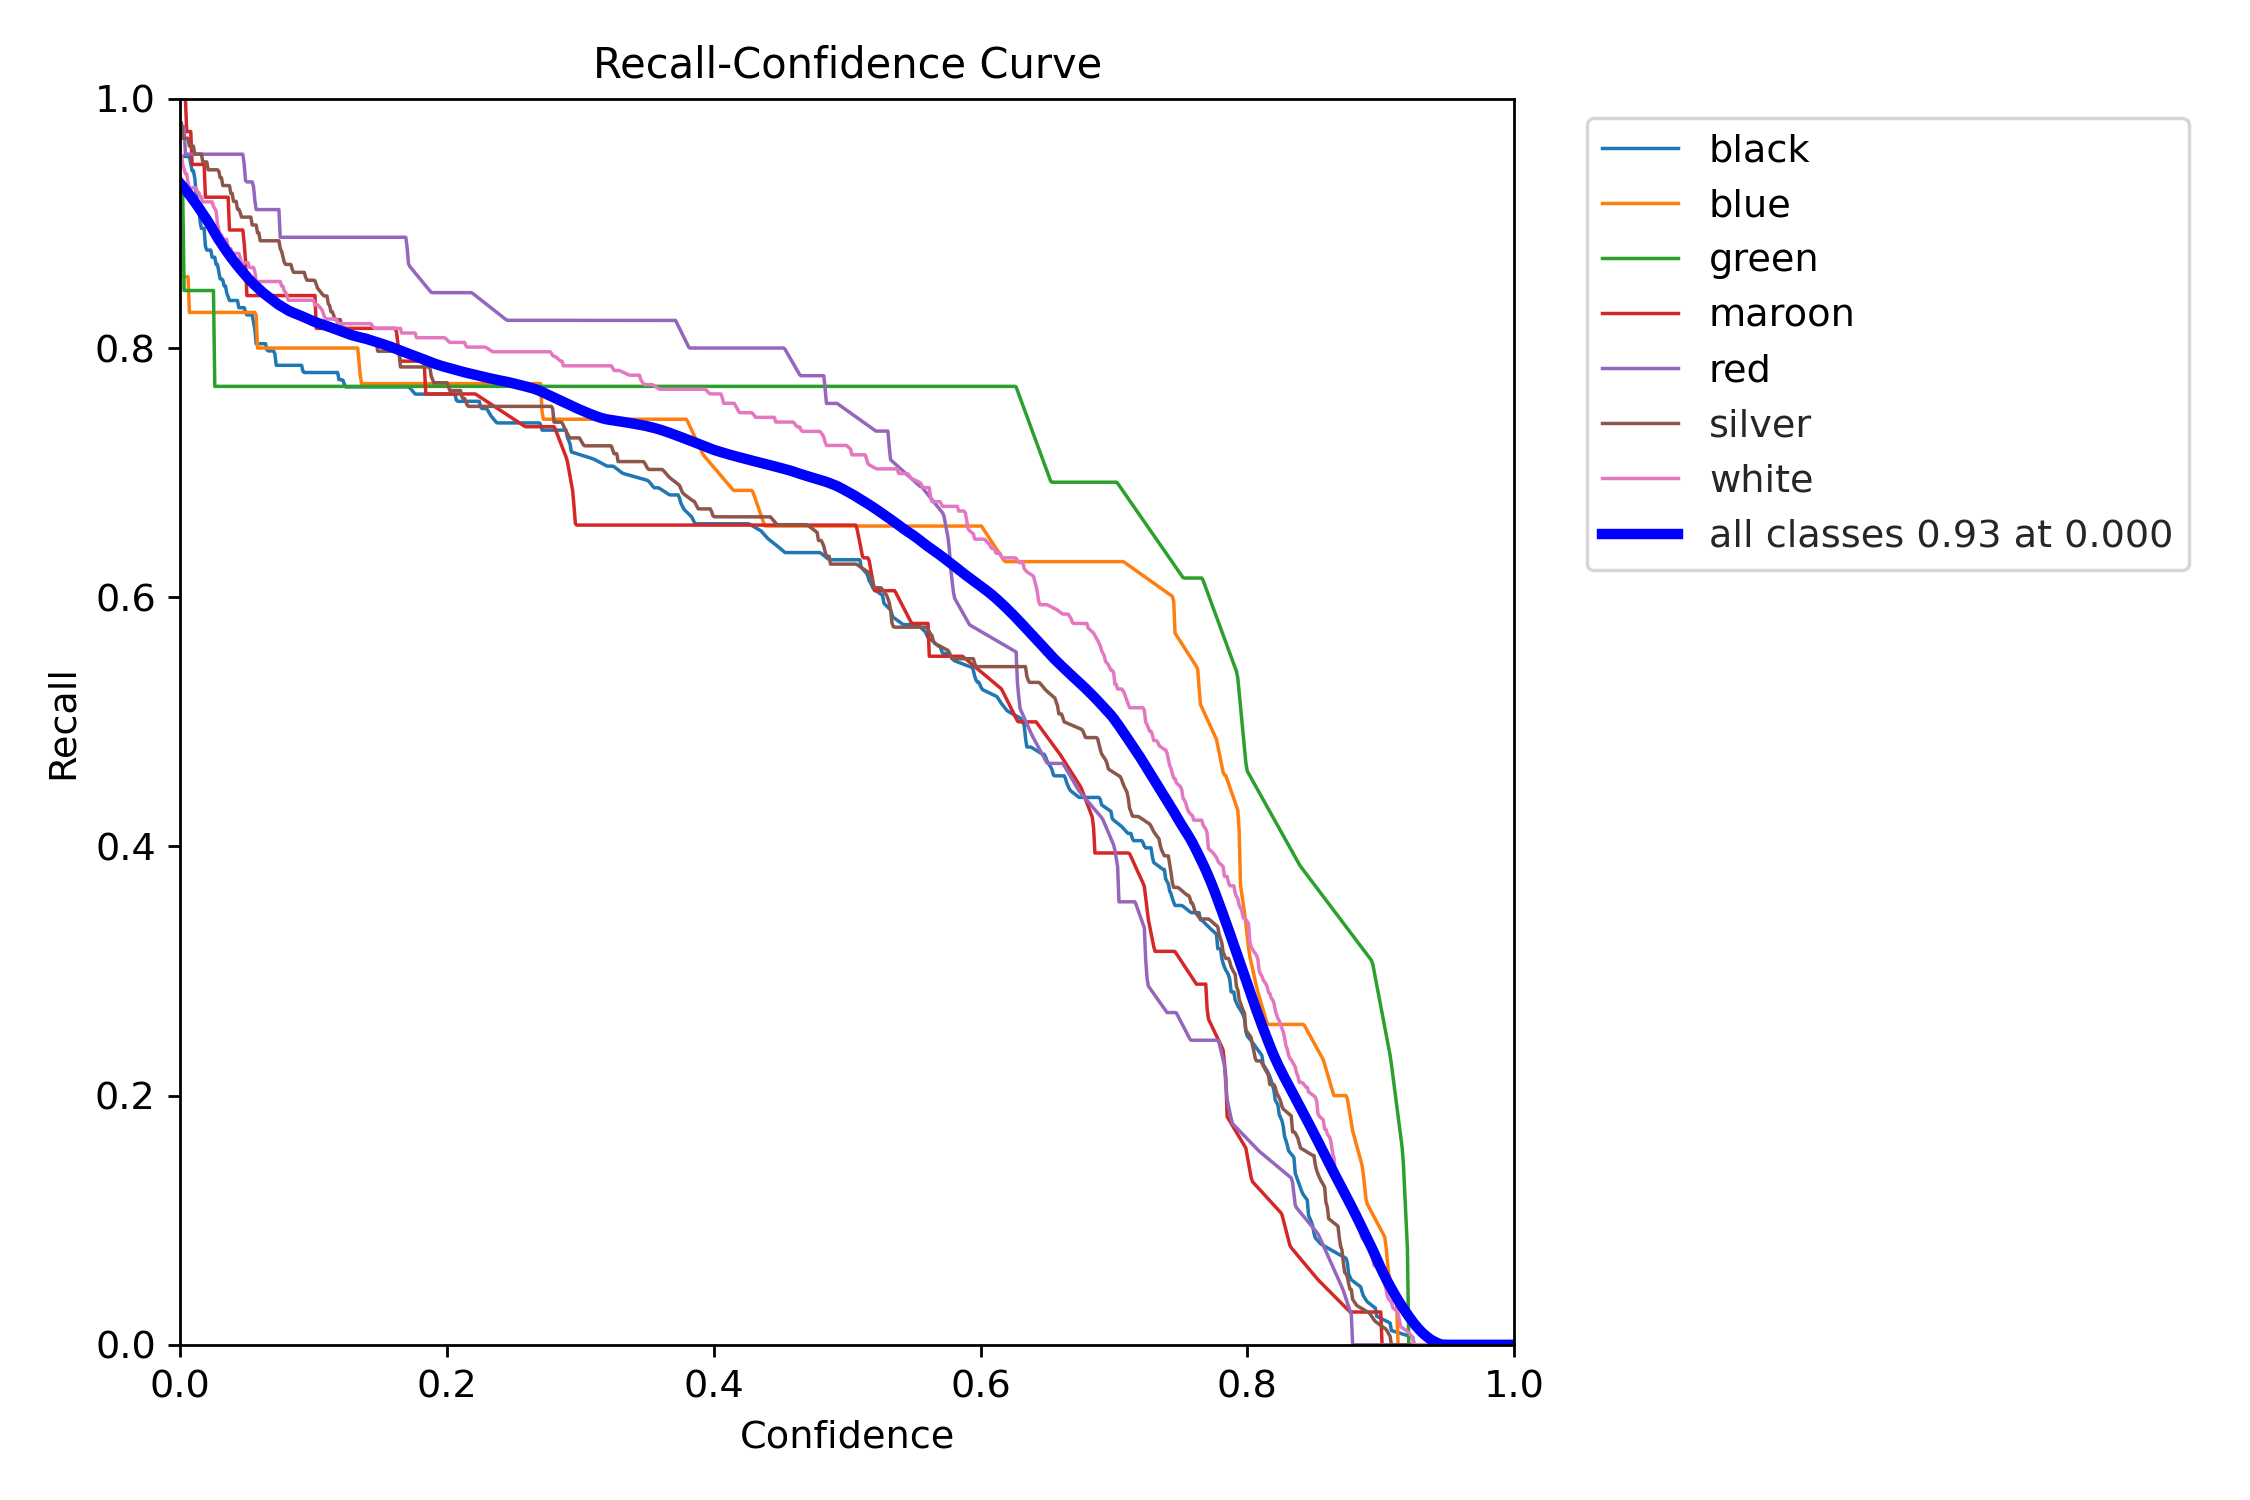 Recall-Confidence Curve
1.0
0.8
0.6
0.4
0.2
0.0
Recall
0.0 0.2 0.4 0.6 0.8 1.0
Confidence
black
blue
green
maroon
red
silver
white
all classes 0.93 at 0.000